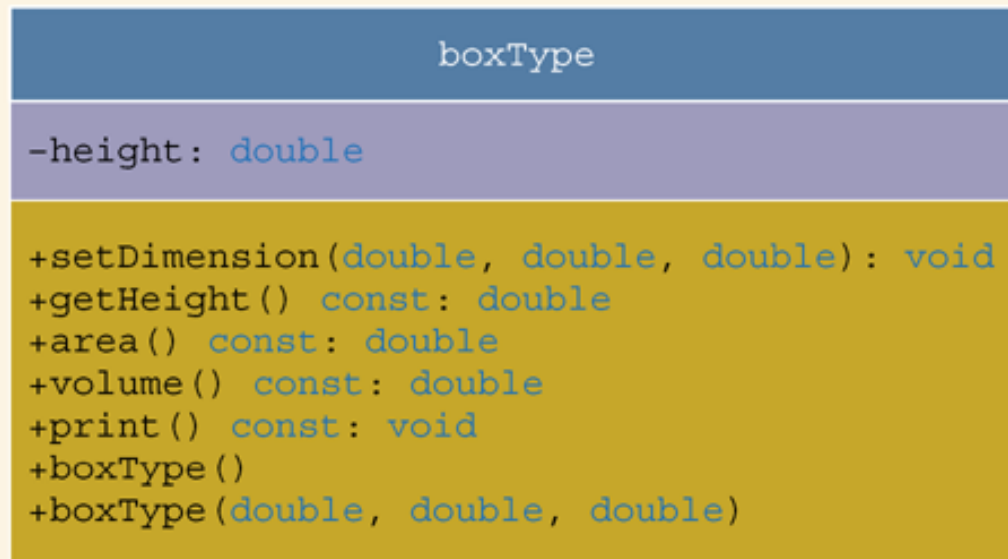 boxType
-height: double
+setDimension(double, double, double): void
+getHeight() const: double
+area() const: double
+volume() const: double
+print() const: void
+boxType()
+boxType(double, double, double)